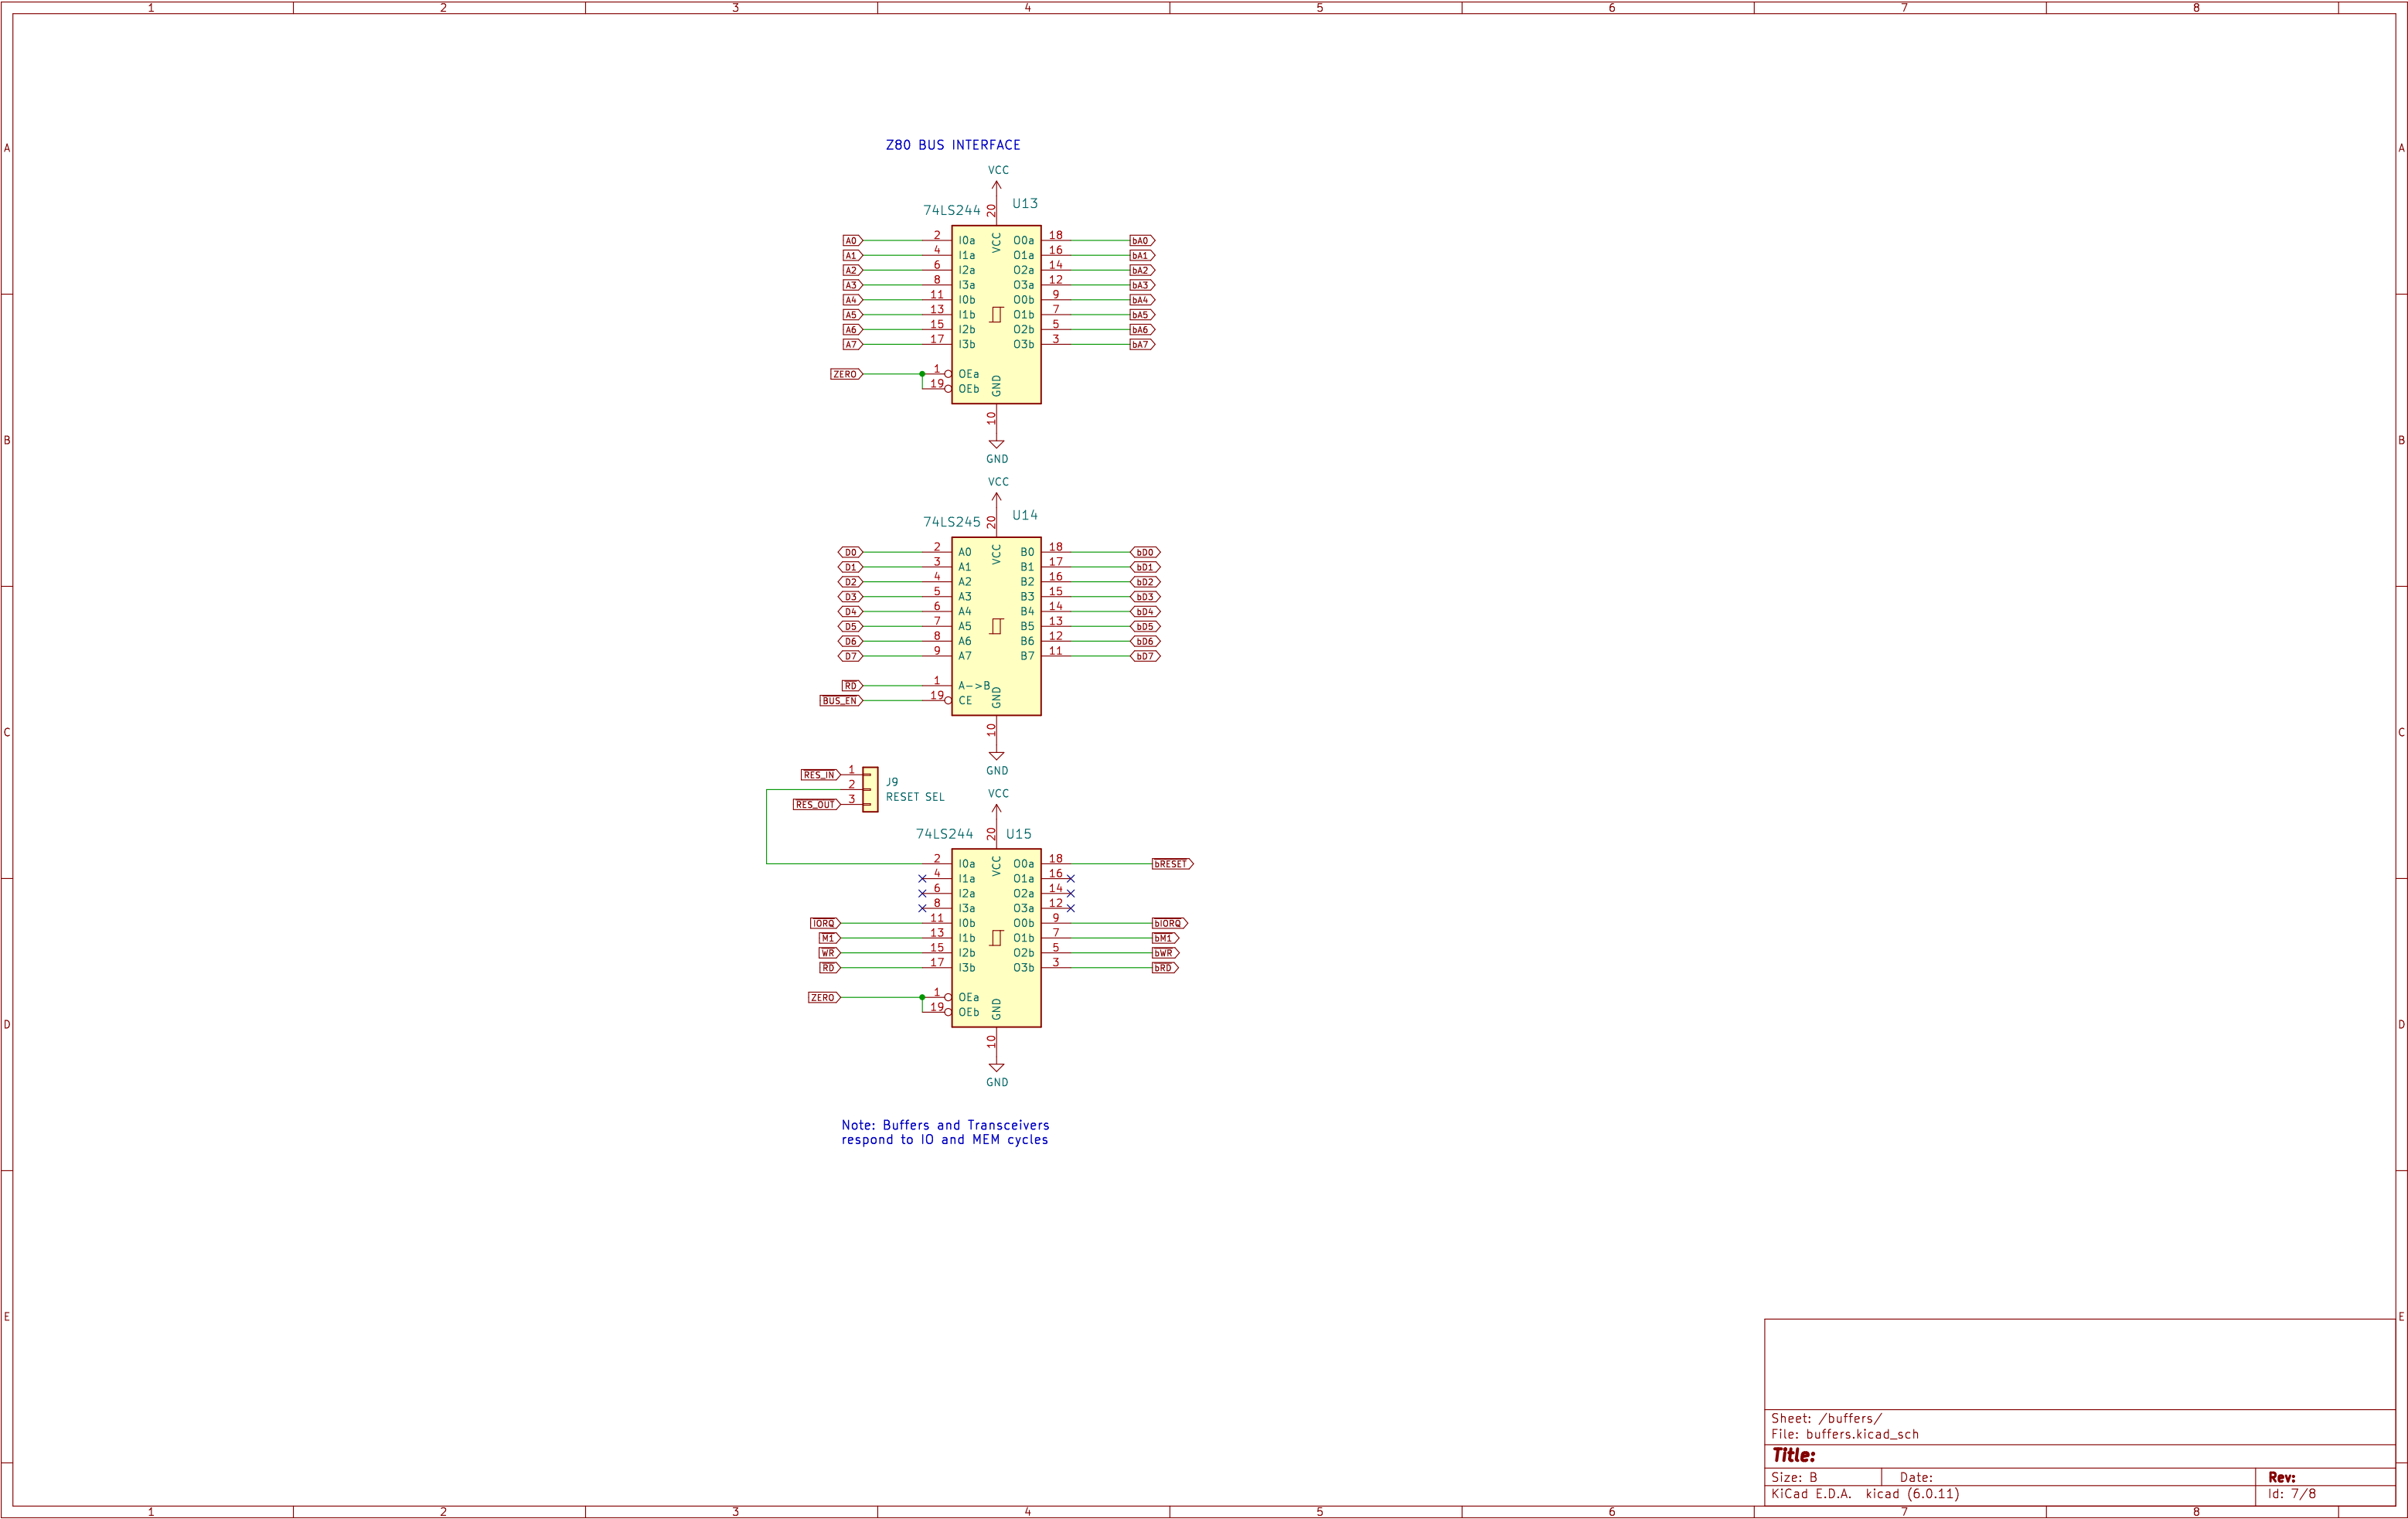 1 2 3 4 5 6 7 8
A A
B B
C C
D D
E E
Z80 BUS INTERFACE
VCC
74LS244 20 U13
A0 2 I0a VCC O0a 18 bA0
A1 4 I1a O1a 16 bA1
A2 6 I2a O2a 14 bA2
A3 8 I3a O3a 12 bA3
A4 11 I0b O0b 9 bA4
A5 13 I1b O1b 7 bA5
A6 15 I2b O2b 5 bA6
A7 17 I3b O3b 3 bA7
ZERO 1 OEa GND
19 OEb
10
GND
VCC
74LS245 20 U14
D0 2 A0 VCC B0 18 bD0
D1 3 A1 B1 17 bD1
D2 4 A2 B2 16 bD2
D3 5 A3 B3 15 bD3
D4 6 A4 B4 14 bD4
D5 7 A5 B5 13 bD5
D6 8 A6 B6 12 bD6
D7 9 A7 B7 11 bD7
RD 1 A->B GND
BUS_EN 19 CE
10
GND
RES_IN 1 J9
2 RESET SEL
RES_OUT 3
VCC
74LS244 20 U15
2 I0a VCC O0a 18 bRESET
4 I1a O1a 16
6 I2a O2a 14
8 I3a O3a 12
IORQ 11 I0b O0b 9 bIORQ
M1 13 I1b O1b 7 bM1
WR 15 I2b O2b 5 bWR
RD 17 I3b O3b 3 bRD
ZERO 1 OEa GND
19 OEb
10
GND
Note: Buffers and Transceivers
respond to IO and MEM cycles
Sheet: /buffers/
File: buffers.kicad_sch
Title:
Size: B Date: Rev:
KiCad E.D.A. kicad (6.0.11) Id: 7/8
1 2 3 4 5 6 7 8